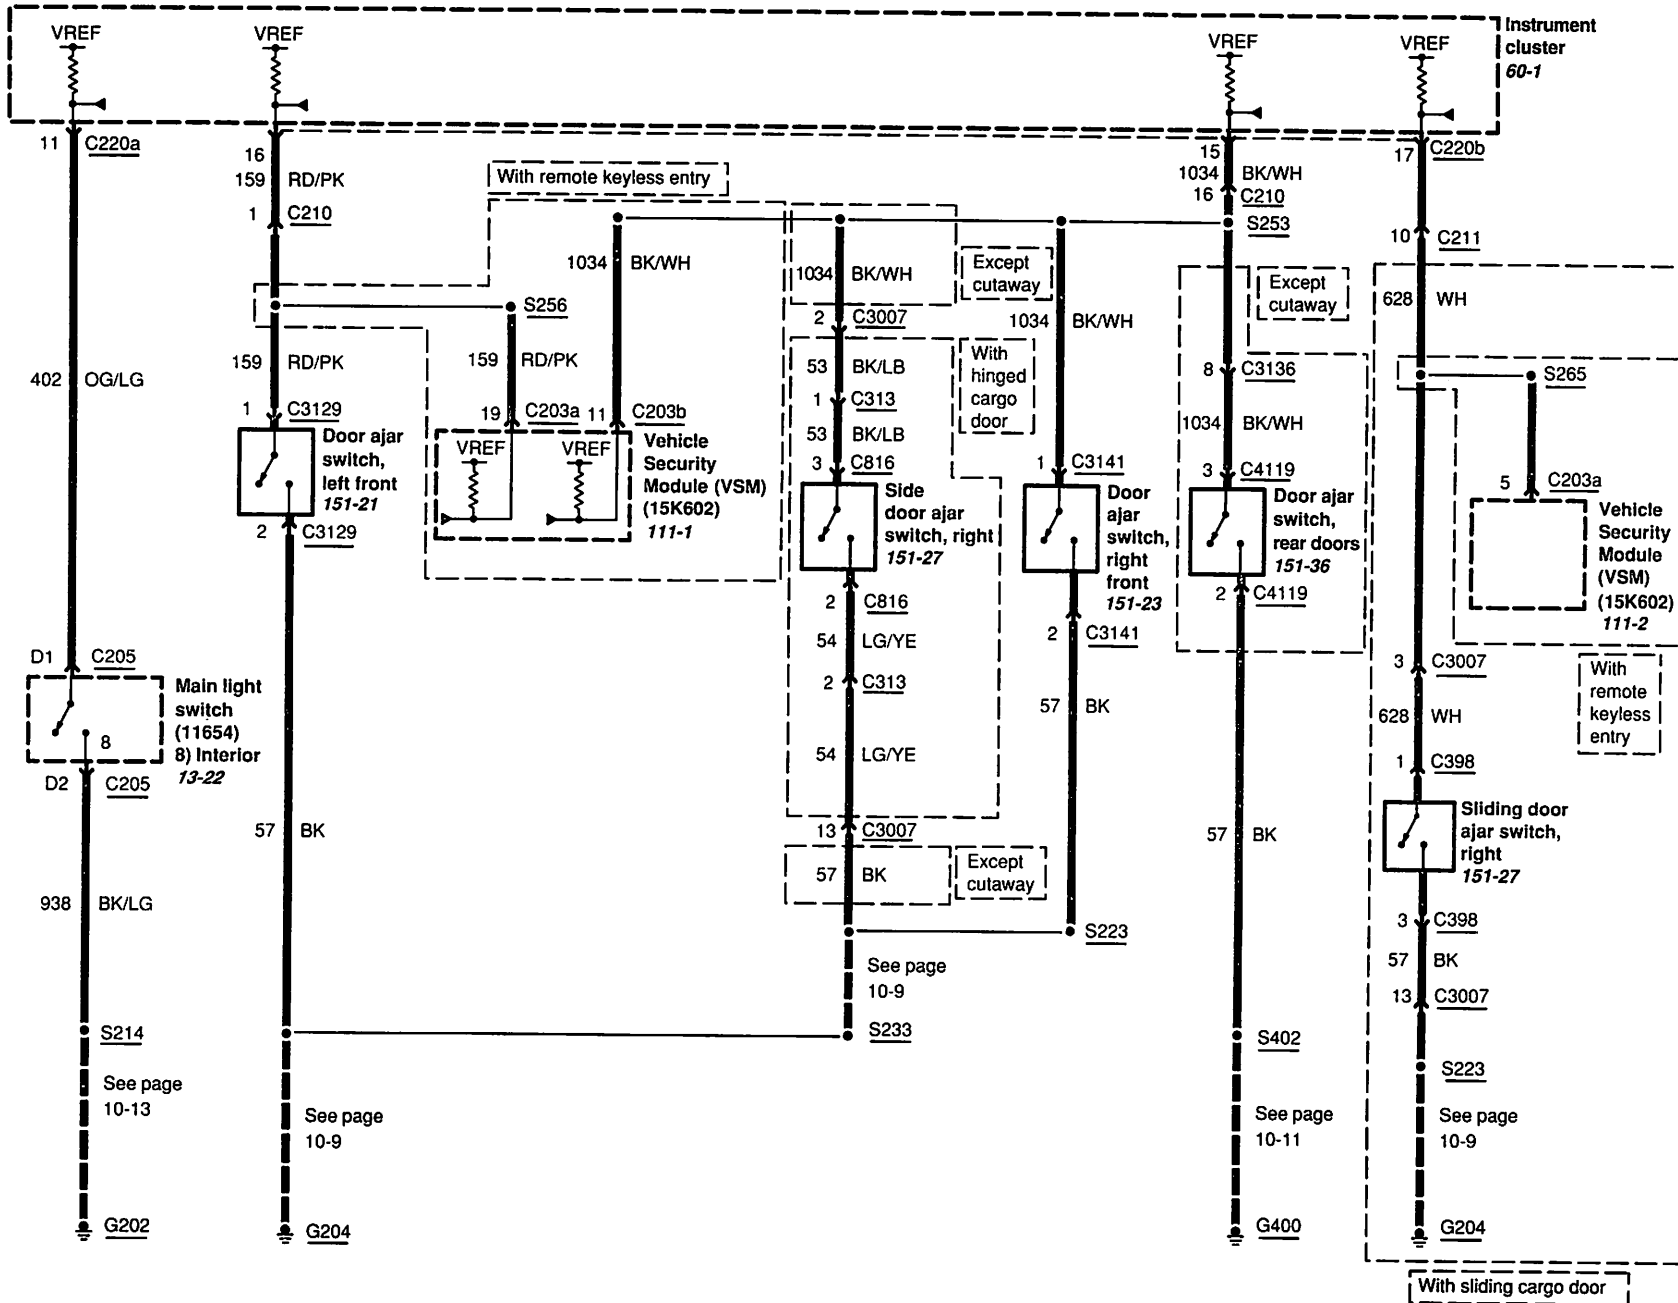 VREF
VREF
VREF
VREF
Instrument
cluster
60-1
11 C220a
16
15
17 C220b
159 RD/PK
1 C210
With remote keyless entry
1034 BK/WH
16 C210
S253
10 C211
1034 BK/WH
1034 BK/WH
Except
cutaway
Except
cutaway
628 WH
S256
2 C3007
1034 BK/WH
402 OG/LG
159 RD/PK
159 RD/PK
53 BK/LB
With
hinged
cargo
door
8 C3136
S265
1 C3129
19 C203a
11 C203b
1 C313
53 BK/LB
1034 BK/WH
Door ajar
switch,
left front
151-21
VREF
VREF
Vehicle
Security
Module (VSM)
(15K602)
111-1
3 C816
Side
door ajar
switch, right
151-27
1 C3141
Door
ajar
switch,
right
front
151-23
3 C4119
Door ajar
switch,
rear doors
151-36
5 C203a
Vehicle
Security
Module
(VSM)
(15K602)
111-2
2 C3129
2 C816
2 C3141
2 C4119
54 LG/YE
2 C313
D1 C205
3 C3007
With
remote
keyless
entry
Main light
switch
(11654)
8) Interior
13-22
8
57 BK
628 WH
54 LG/YE
D2 C205
1 C398
Sliding door
ajar switch,
right
151-27
57 BK
13 C3007
57 BK
57 BK
Except
cutaway
938 BK/LG
3 C398
S223
57 BK
See page
10-9
13 C3007
S214
S233
S402
S223
See page
10-13
See page
10-9
See page
10-11
See page
10-9
G202
G204
G400
G204
With sliding cargo door